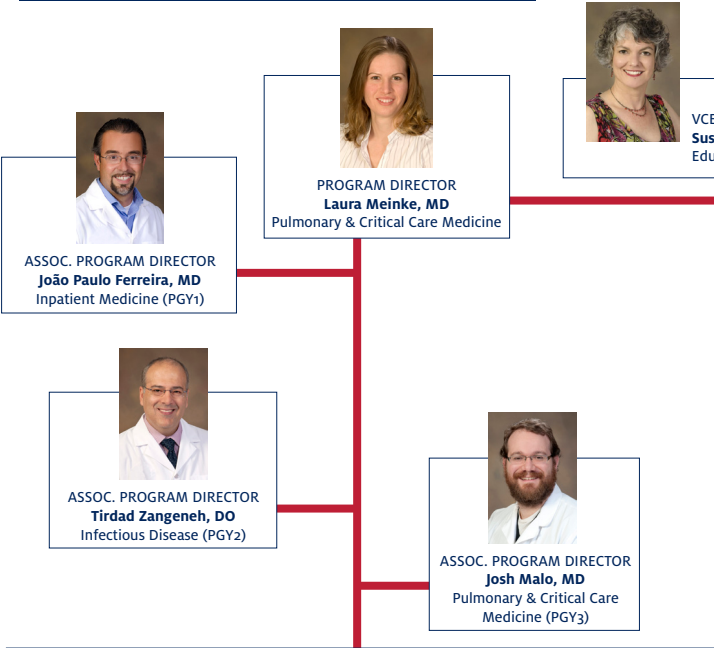 PROGRAM DIRECTOR
Laura Meinke, MD
Pulmonary & Critical Care Medicine
ASSOC. PROGRAM DIRECTOR
João Paulo Ferreira, MD
Inpatient Medicine (PGY1)
ASSOC. PROGRAM DIRECTOR
Tirdad Zangeneh, DO
Infectious Disease (PGY2)
ASSOC. PROGRAM DIRECTOR
Josh Malo, MD
Pulmonary & Critical Care
Medicine (PGY3)